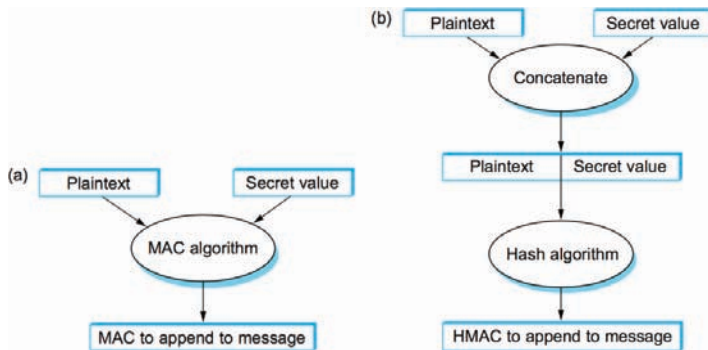 (a)
Plaintext
Secret value
MAC algorithm
MAC to append to message
(b)
Plaintext
Secret value
Concatenate
Plaintext
Secret value
Hash algorithm
HMAC to append to message